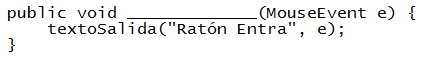 public void _____________(MouseEvent e) {
    textoSalida("Ratón Entra", e);
}